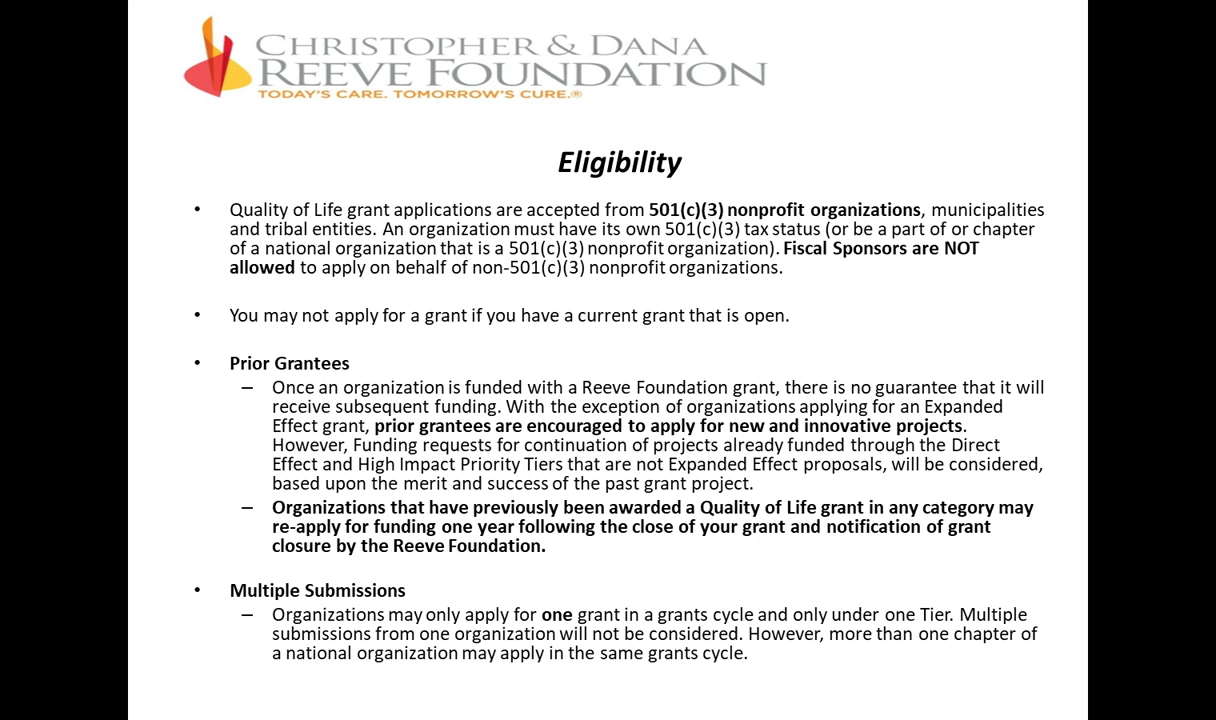 CHRISTOPHER & DANA
REEVE FOUNDATION
TODAY'S CARE. TOMORROW'S CURE.®
Eligibility
• Quality of Life grant applications are accepted from 501(c)(3) nonprofit organizations, municipalities
and tribal entities. An organization must have its own 501(c)(3) tax status (or be a part of or chapter
of a national organization that is a 501(c)(3) nonprofit organization). Fiscal Sponsors are NOT
allowed to apply on behalf of non-501(c)(3) nonprofit organizations.
• You may not apply for a grant if you have a current grant that is open.
• Prior Grantees
– Once an organization is funded with a Reeve Foundation grant, there is no guarantee that it will
receive subsequent funding. With the exception of organizations applying for an Expanded
Effect grant, prior grantees are encouraged to apply for new and innovative projects.
However, Funding requests for continuation of projects already funded through the Direct
Effect and High Impact Priority Tiers that are not Expanded Effect proposals, will be considered,
based upon the merit and success of the past grant project.
– Organizations that have previously been awarded a Quality of Life grant in any category may
re-apply for funding one year following the close of your grant and notification of grant
closure by the Reeve Foundation.
• Multiple Submissions
– Organizations may only apply for one grant in a grants cycle and only under one Tier. Multiple
submissions from one organization will not be considered. However, more than one chapter of
a national organization may apply in the same grants cycle.